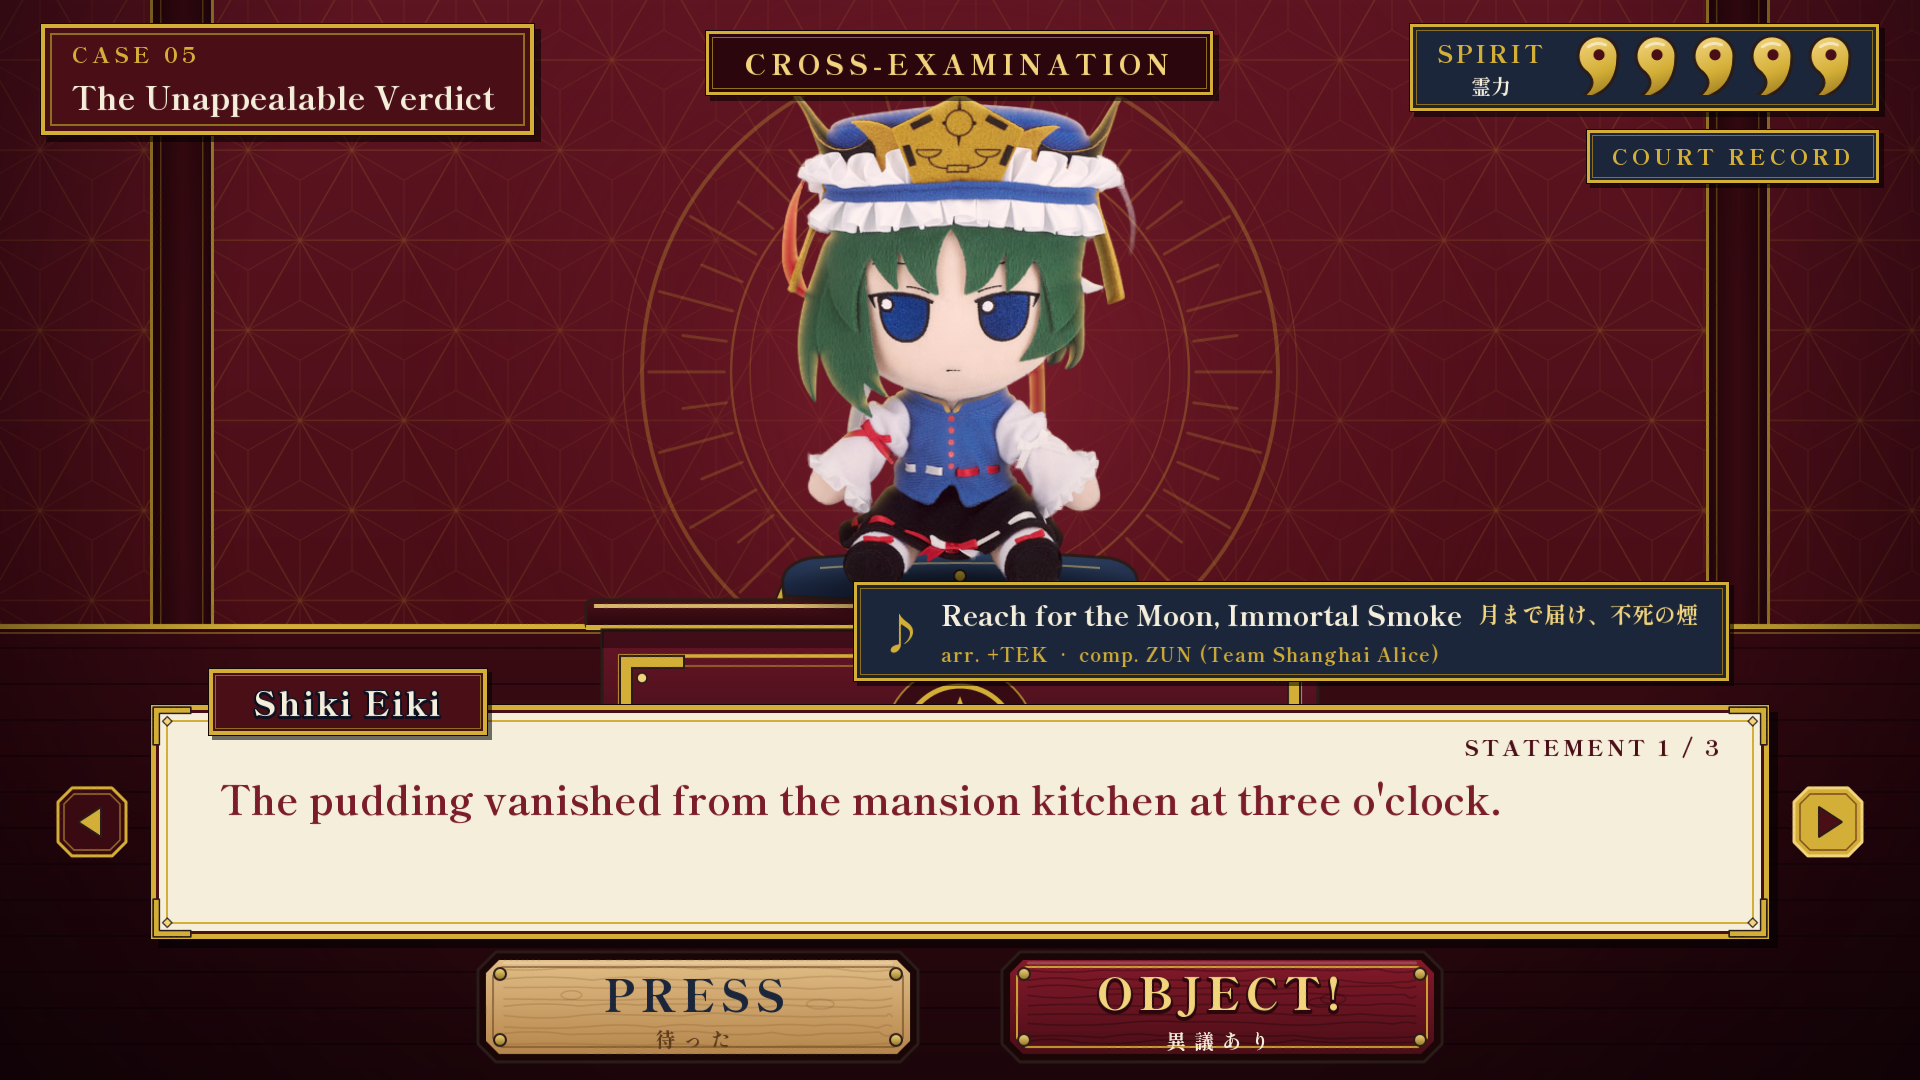 CASE 05
The Unappealable Verdict
CROSS-EXAMINATION
SPIRIT
霊力
COURT RECORD
Reach for the Moon, Immortal Smoke 月まで届け、不死の煙
arr. +TEK · comp. ZUN (Team Shanghai Alice)
Shiki Eiki
STATEMENT 1 / 3
The pudding vanished from the mansion kitchen at three o'clock.
PRESS
待った
OBJECT!
異議あり